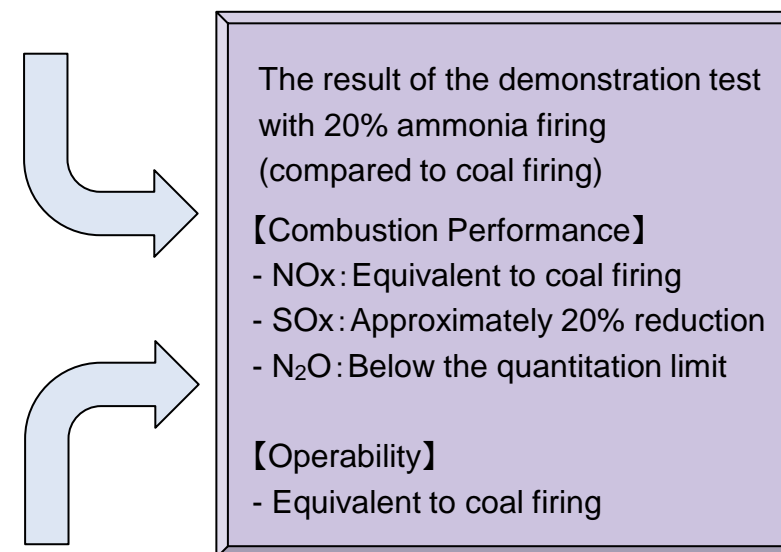 The result of the demonstration test
with 20% ammonia firing
(compared to coal firing)
【Combustion Performance】
- NOx：Equivalent to coal firing
- SOx：Approximately 20% reduction
- N₂O：Below the quantitation limit
【Operability】
- Equivalent to coal firing